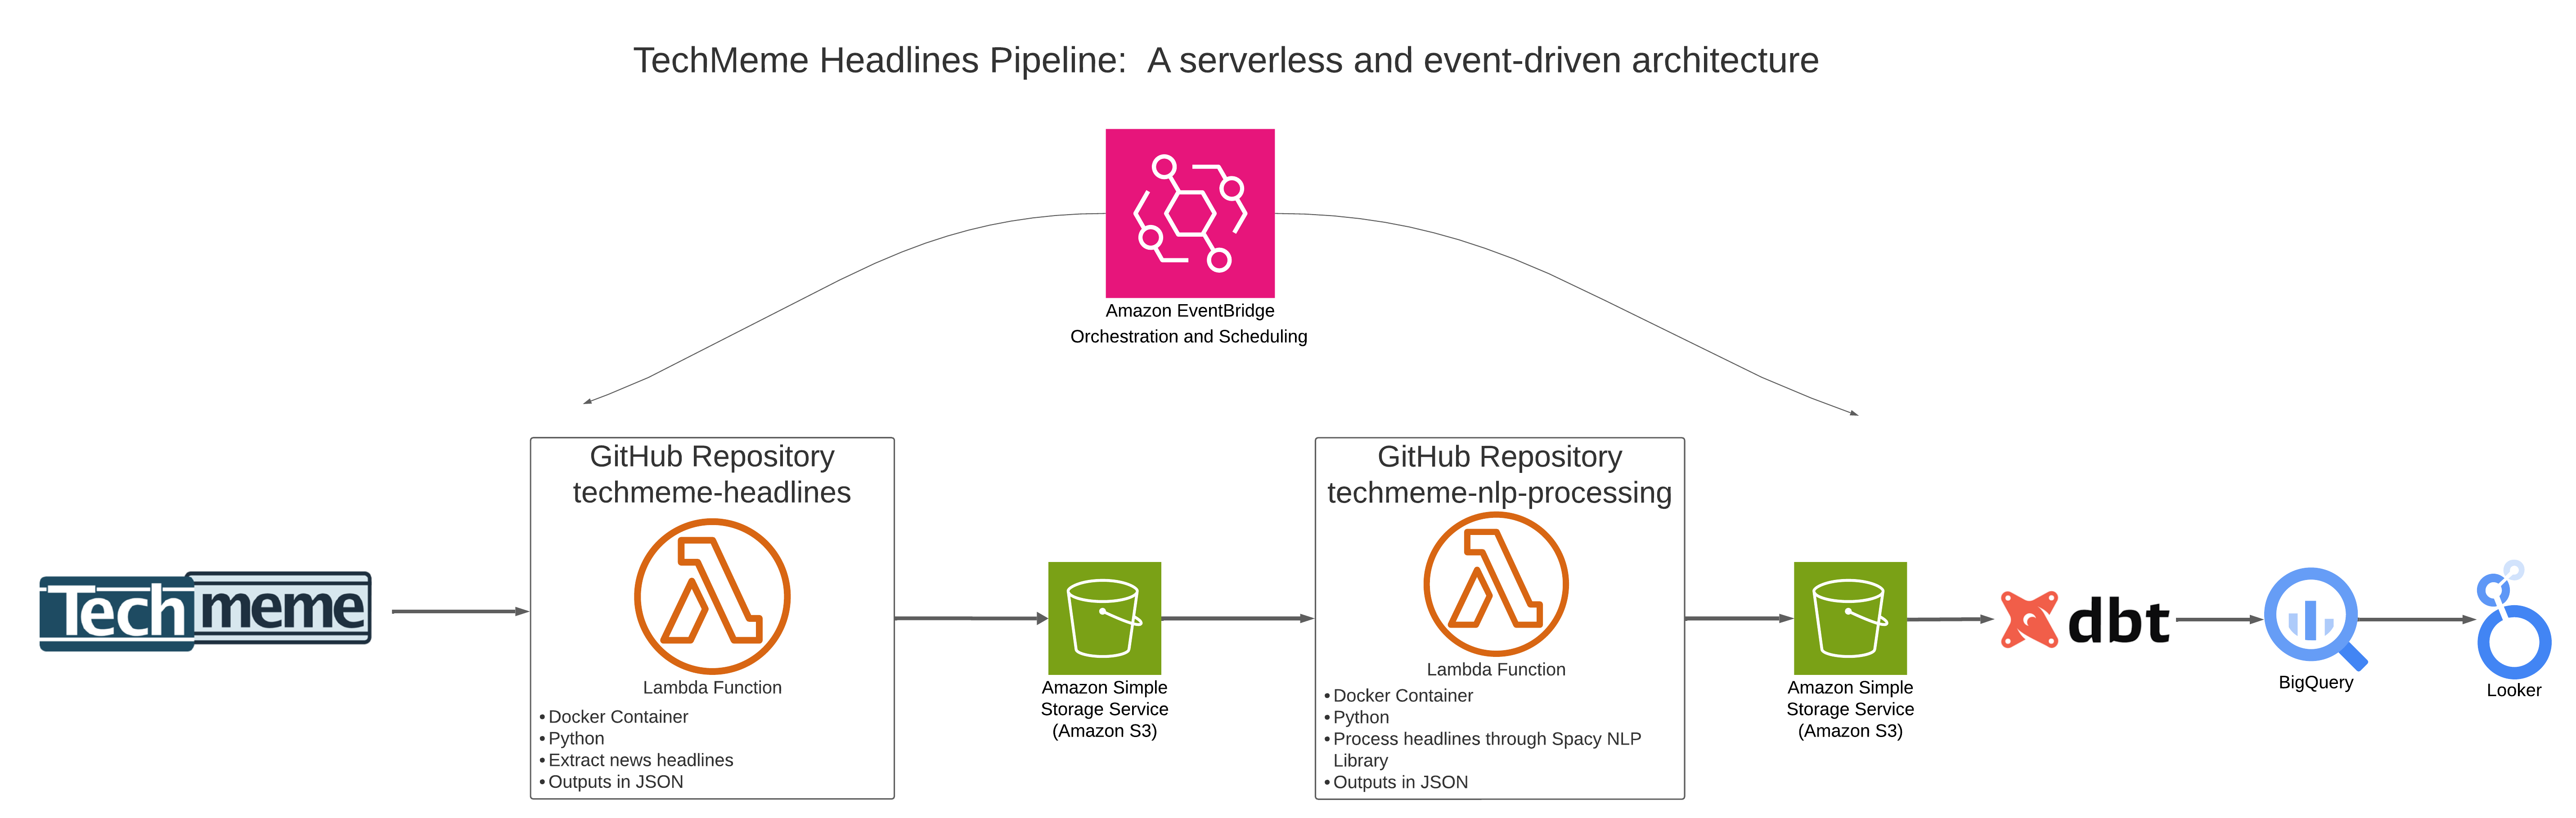 TechMeme Headlines Pipeline:  A serverless and event-driven architecture
Amazon EventBridge
Orchestration and Scheduling
Techmeme
GitHub Repository
techmeme-headlines
Lambda Function
• Docker Container
• Python
• Extract news headlines
• Outputs in JSON
Amazon Simple
Storage Service
(Amazon S3)
GitHub Repository
techmeme-nlp-processing
Lambda Function
• Docker Container
• Python
• Process headlines through Spacy NLP
Library
• Outputs in JSON
Amazon Simple
Storage Service
(Amazon S3)
dbt
BigQuery
Looker